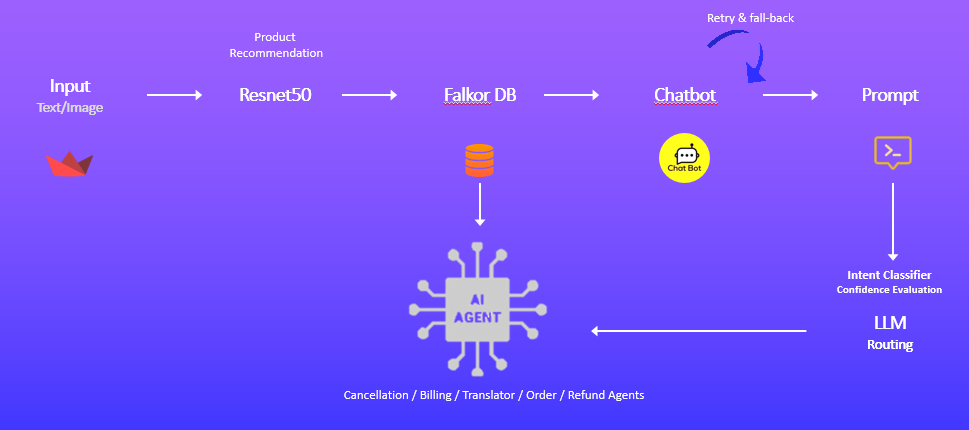 Retry & fall-back
Product
Recommendation
Input
Text/Image
Resnet50
Falkor DB
Chatbot
Prompt
Chat Bot
Intent Classifier
Confidence Evaluation
LLM
Routing
AI
AGENT
Cancellation / Billing / Translator / Order / Refund Agents